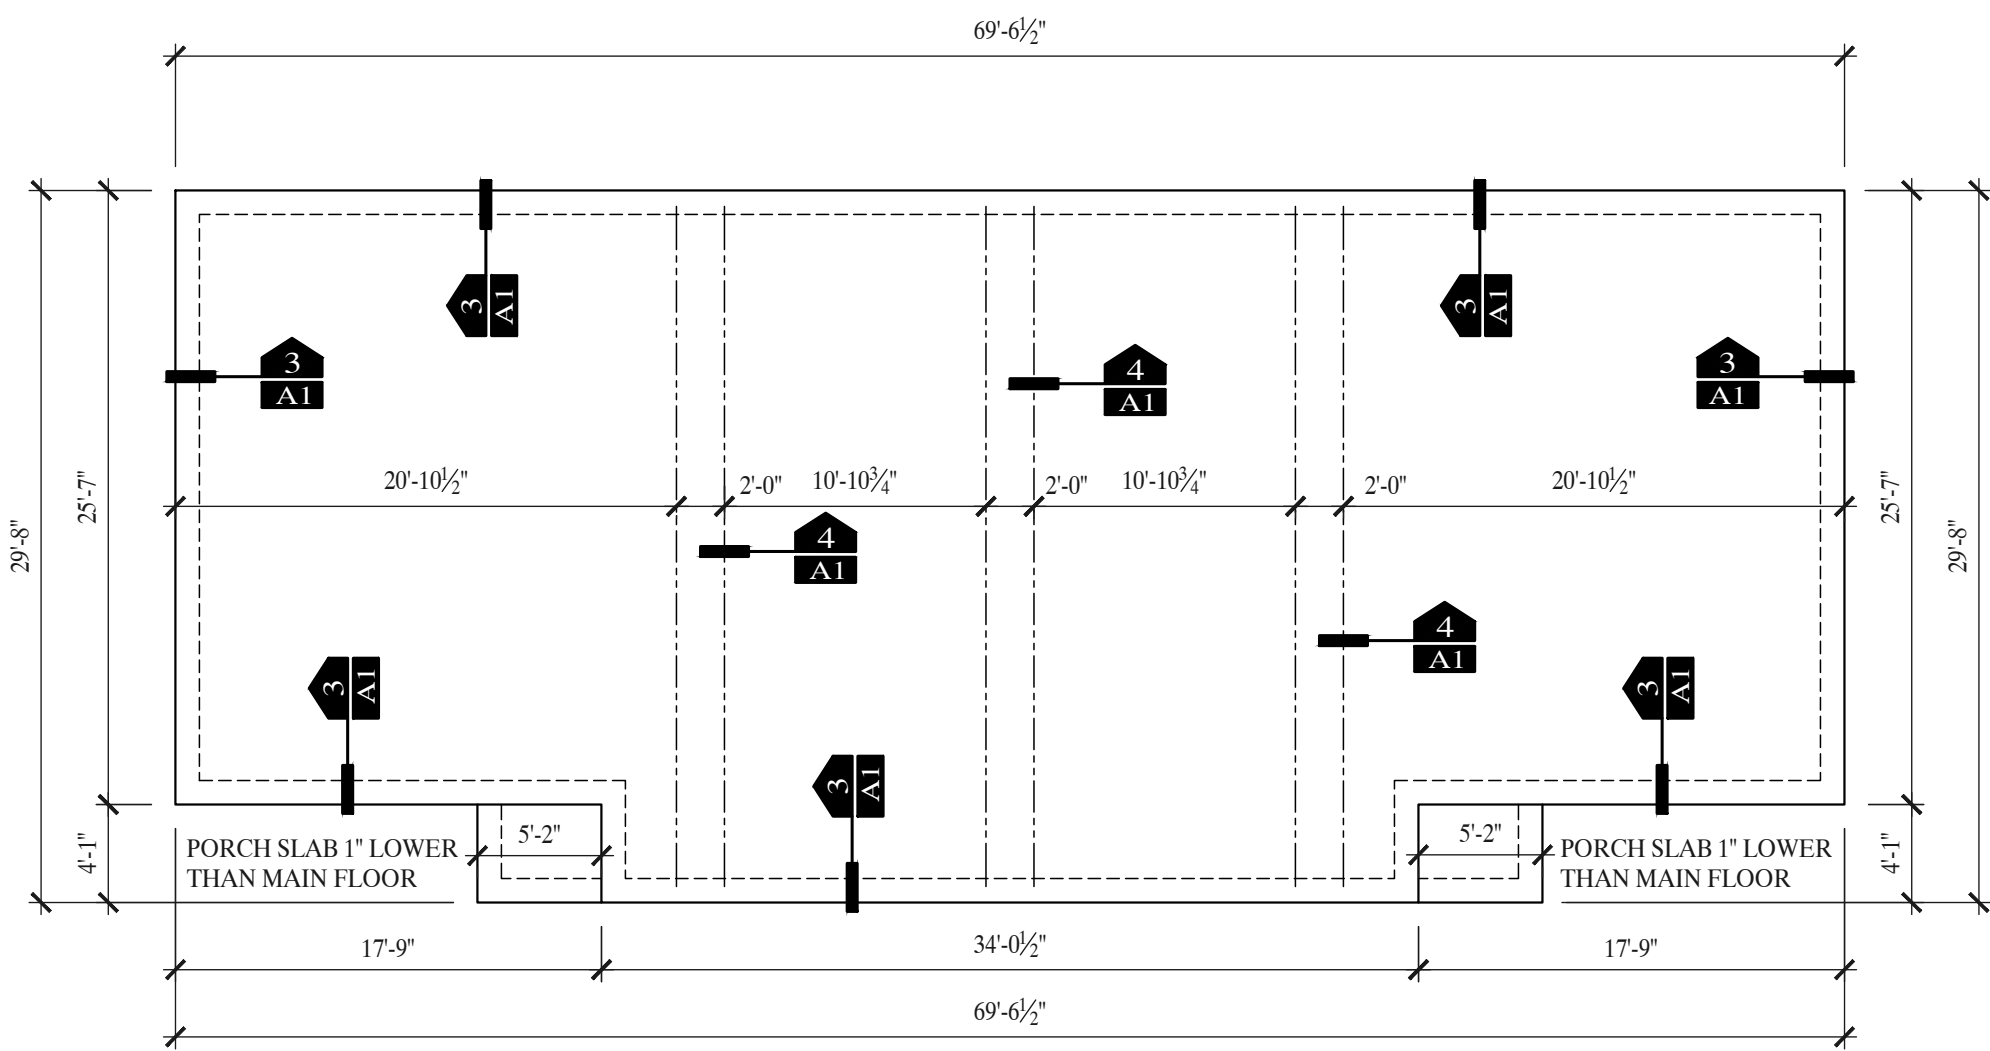 69'-6½"
3
A1
3
A1
3
A1
4
A1
3
A1
20'-10½"
2'-0"
10'-10¾"
2'-0"
10'-10¾"
2'-0"
20'-10½"
29'-8"
25'-7"
25'-7"
29'-8"
4
A1
4
A1
3
A1
3
A1
3
A1
4'-1"
PORCH SLAB 1" LOWER
THAN MAIN FLOOR
5'-2"
5'-2"
PORCH SLAB 1" LOWER
THAN MAIN FLOOR
4'-1"
17'-9"
34'-0½"
17'-9"
69'-6½"